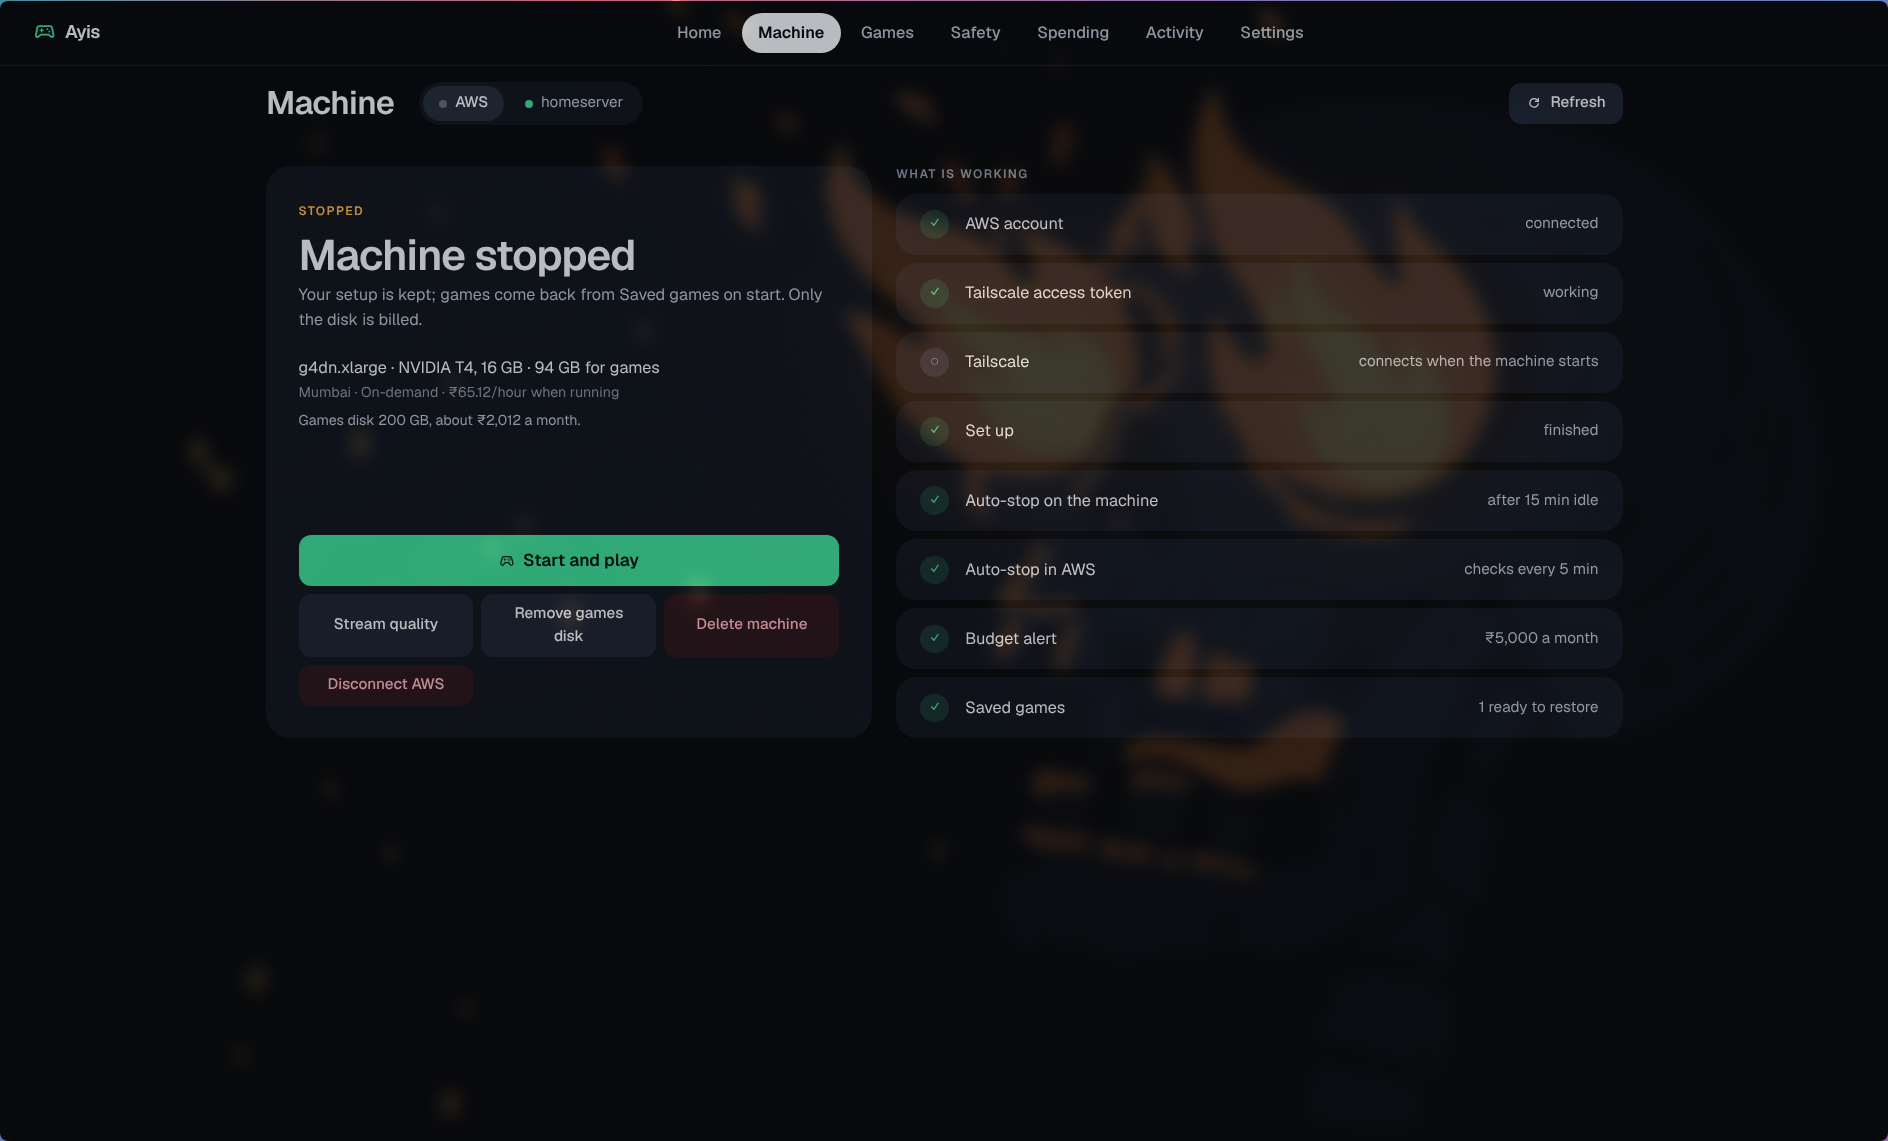 Ayis
Home
Machine
Games
Safety
Spending
Activity
Settings
Machine
AWS
homeserver
Refresh
STOPPED
Machine stopped
Your setup is kept; games come back from Saved games on start. Only
the disk is billed.
g4dn.xlarge · NVIDIA T4, 16 GB · 94 GB for games
Mumbai · On-demand · ₹65.12/hour when running
Games disk 200 GB, about ₹2,012 a month.
Start and play
Stream quality
Remove games
disk
Delete machine
Disconnect AWS
WHAT IS WORKING
AWS account
connected
Tailscale access token
working
Tailscale
connects when the machine starts
Set up
finished
Auto-stop on the machine
after 15 min idle
Auto-stop in AWS
checks every 5 min
Budget alert
₹5,000 a month
Saved games
1 ready to restore